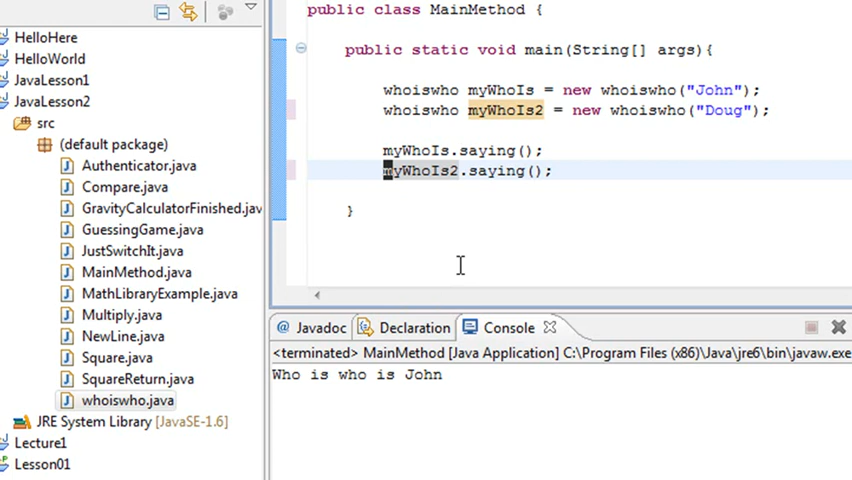 HelloHere
HelloWorld
JavaLesson1
JavaLesson2
src
(default package)
Authenticator.java
Compare.java
GravityCalculatorFinished.jav
GuessingGame.java
JustSwitchIt.java
MainMethod.java
MathLibraryExample.java
Multiply.java
NewLine.java
Square.java
SquareReturn.java
whoiswho.java
JRE System Library [JavaSE-1.6]
Lecture1
Lesson01
public class MainMethod {
public static void main(String[] args){
whoiswho myWhoIs = new whoiswho("John");
whoiswho myWhoIs2 = new whoiswho("Doug");
myWhoIs.saying();
myWhoIs2.saying();
}
@ Javadoc Declaration Console
<terminated> MainMethod [Java Application] C:\Program Files (x86)\Java\jre6\bin\javaw.exe
Who is who is John